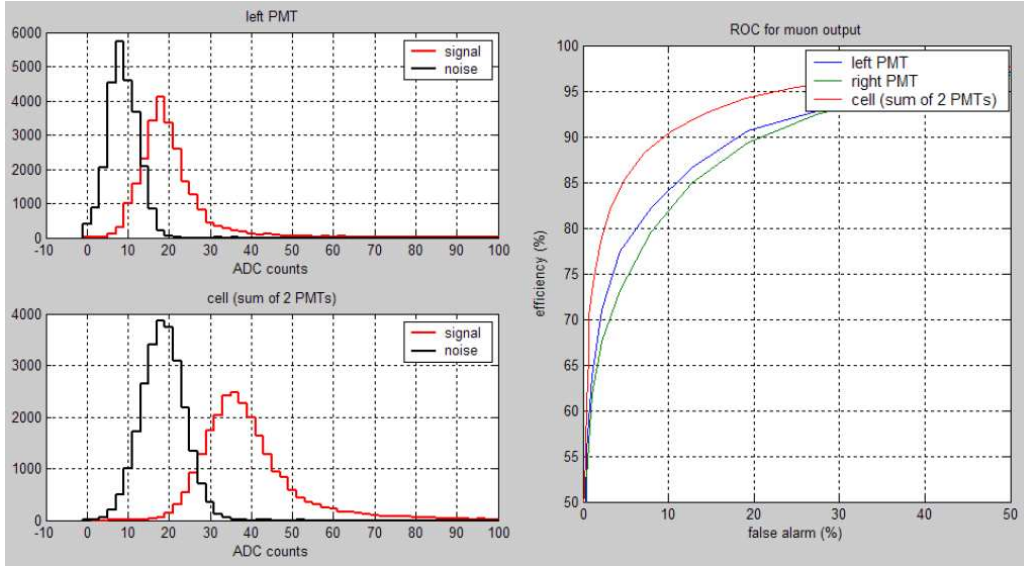 left PMT
6000
5000
4000
3000
2000
1000
0
-10 0 10 20 30 40 50 60 70 80 90 100
ADC counts
signal
noise
cell (sum of 2 PMTs)
4000
3000
2000
1000
0
-10 0 10 20 30 40 50 60 70 80 90 100
ADC counts
signal
noise
ROC for muon output
100
95
90
85
80
75
70
65
60
55
50
efficiency (%)
0 10 20 30 40 50
false alarm (%)
left PMT
right PMT
cell (sum of 2 PMTs)